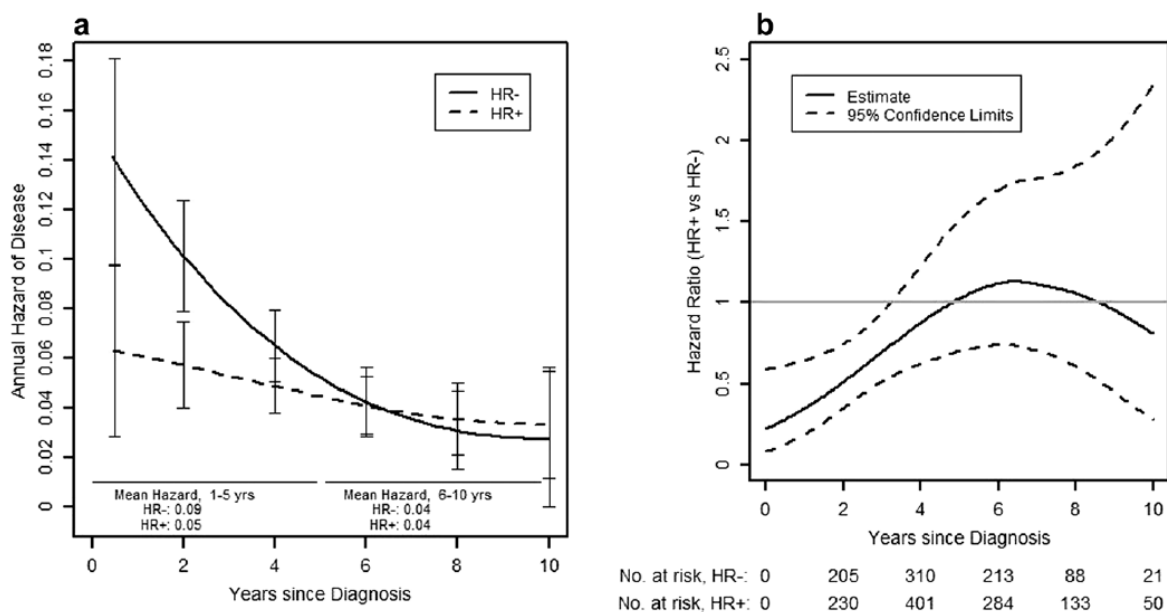 a
Annual Hazard of Disease
0.18
0.16
0.14
0.12
0.1
0.08
0.06
0.04
0.02
0
HR-
HR+
Mean Hazard, 1-5 yrs
HR-: 0.09
HR+: 0.05
Mean Hazard, 6-10 yrs
HR-: 0.04
HR+: 0.04
0 2 4 6 8 10
Years since Diagnosis
b
Hazard Ratio (HR+ vs HR-)
2.5
2
1.5
1
0.5
0
Estimate
95% Confidence Limits
0 2 4 6 8 10
Years since Diagnosis
No. at risk, HR-: 0 205 310 213 88 21
No. at risk, HR+: 0 230 401 284 133 50